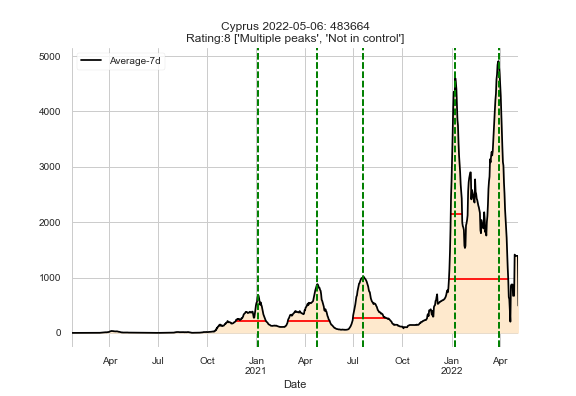 Cyprus 2022-05-06: 483664
Rating:8 ['Multiple peaks', 'Not in control']
Average-7d
5000
4000
3000
2000
1000
0
Apr Jul Oct Jan Apr Jul Oct Jan Apr
2021 2022
Date